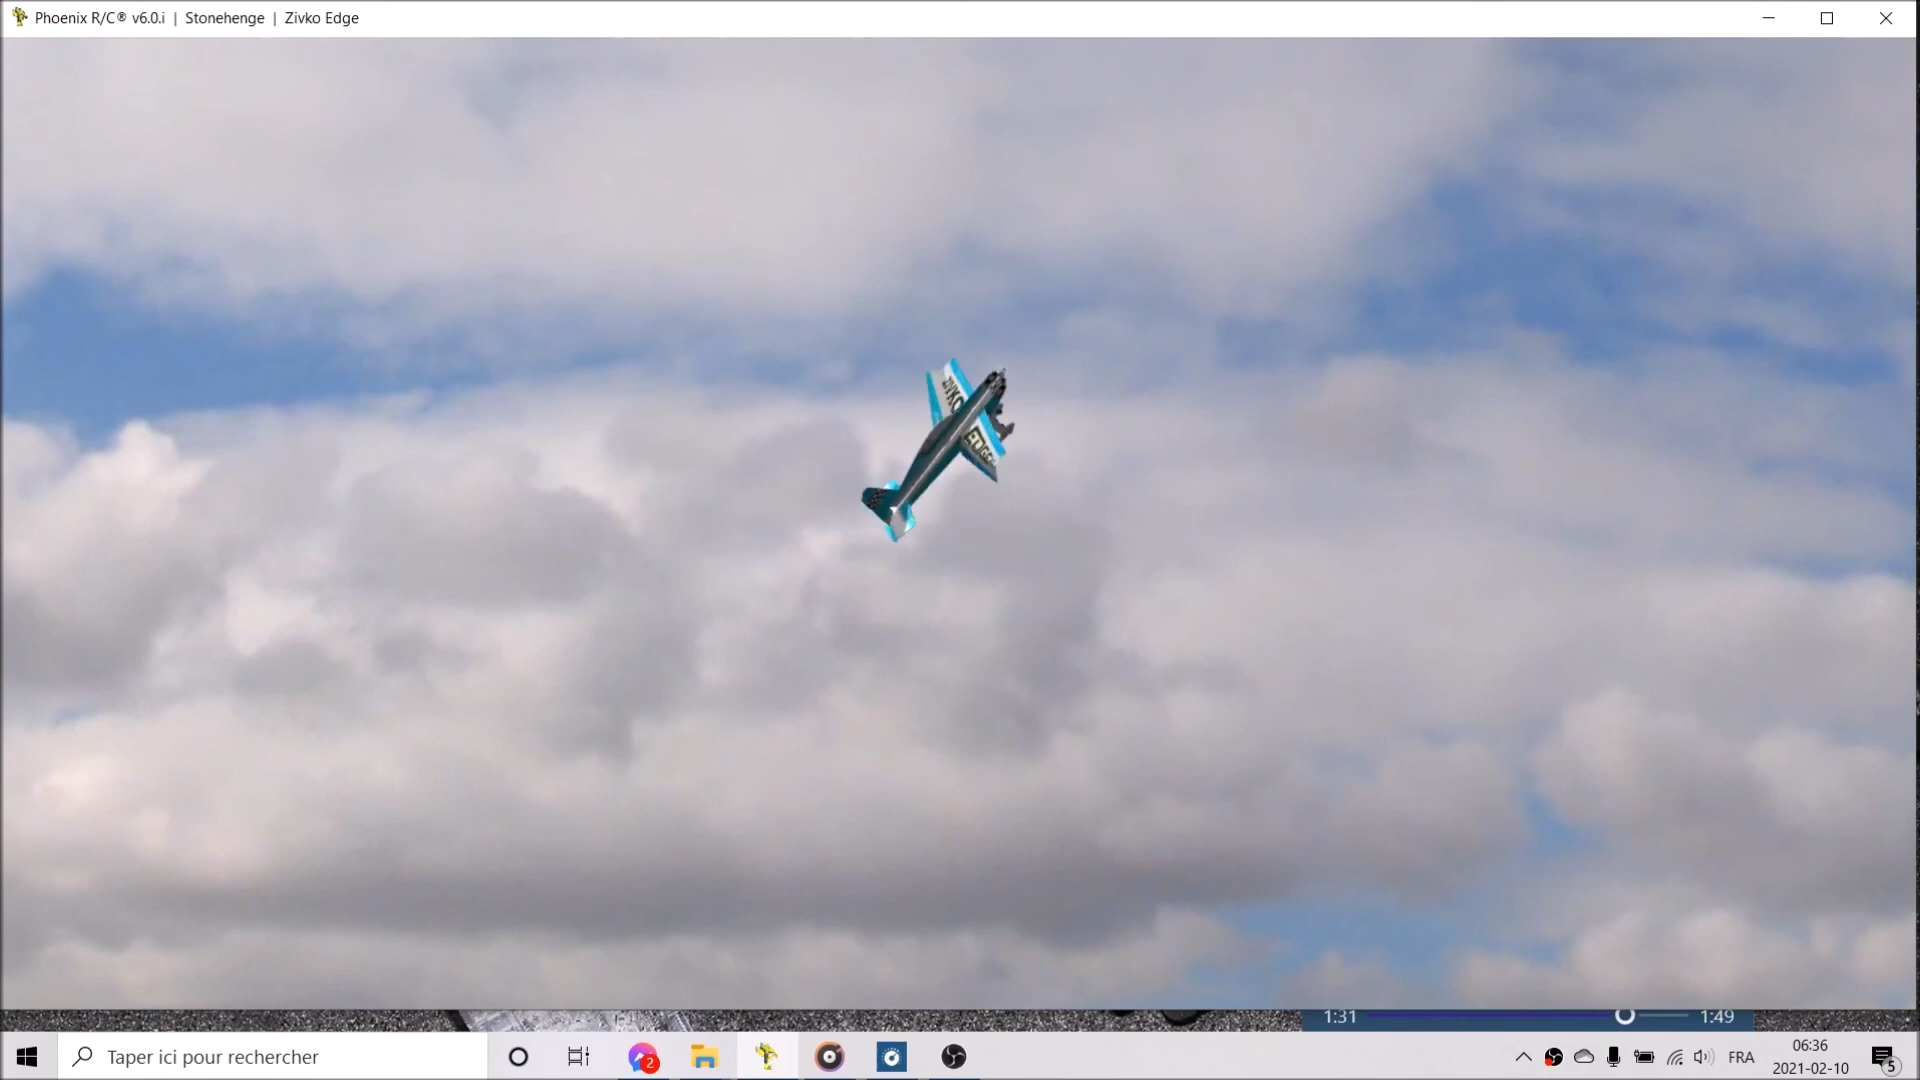 Phoenix R/C® v6.0.i | Stonehenge | Zivko Edge
ZIVKO
EDGE
1:31
1:49
Taper ici pour rechercher
2
FRA
06:36
2021-02-10
5